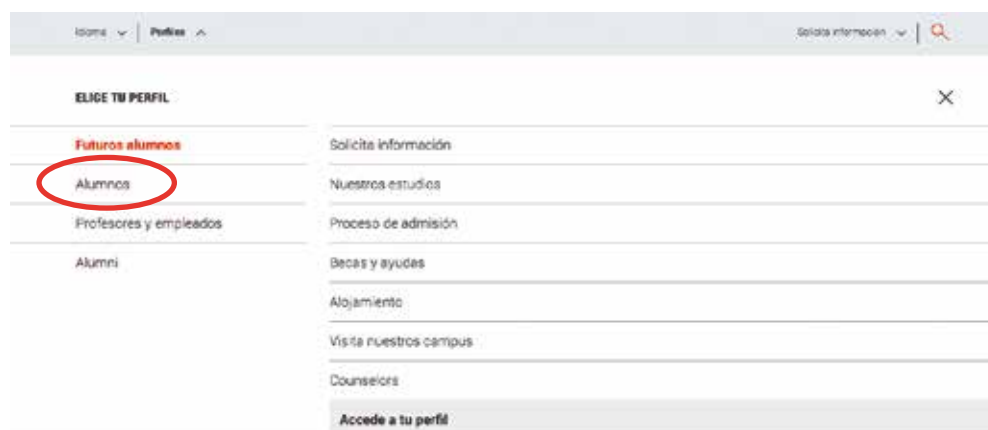 Idioma Perfiles Solicita información
ELIGE TU PERFIL
Futuros alumnos Solicita información
Alumnos Nuestros estudios
Profesores y empleados Proceso de admisión
Alumni Becas y ayudas
Alojamiento
Visita nuestros campus
Counselors
Accede a tu perfil